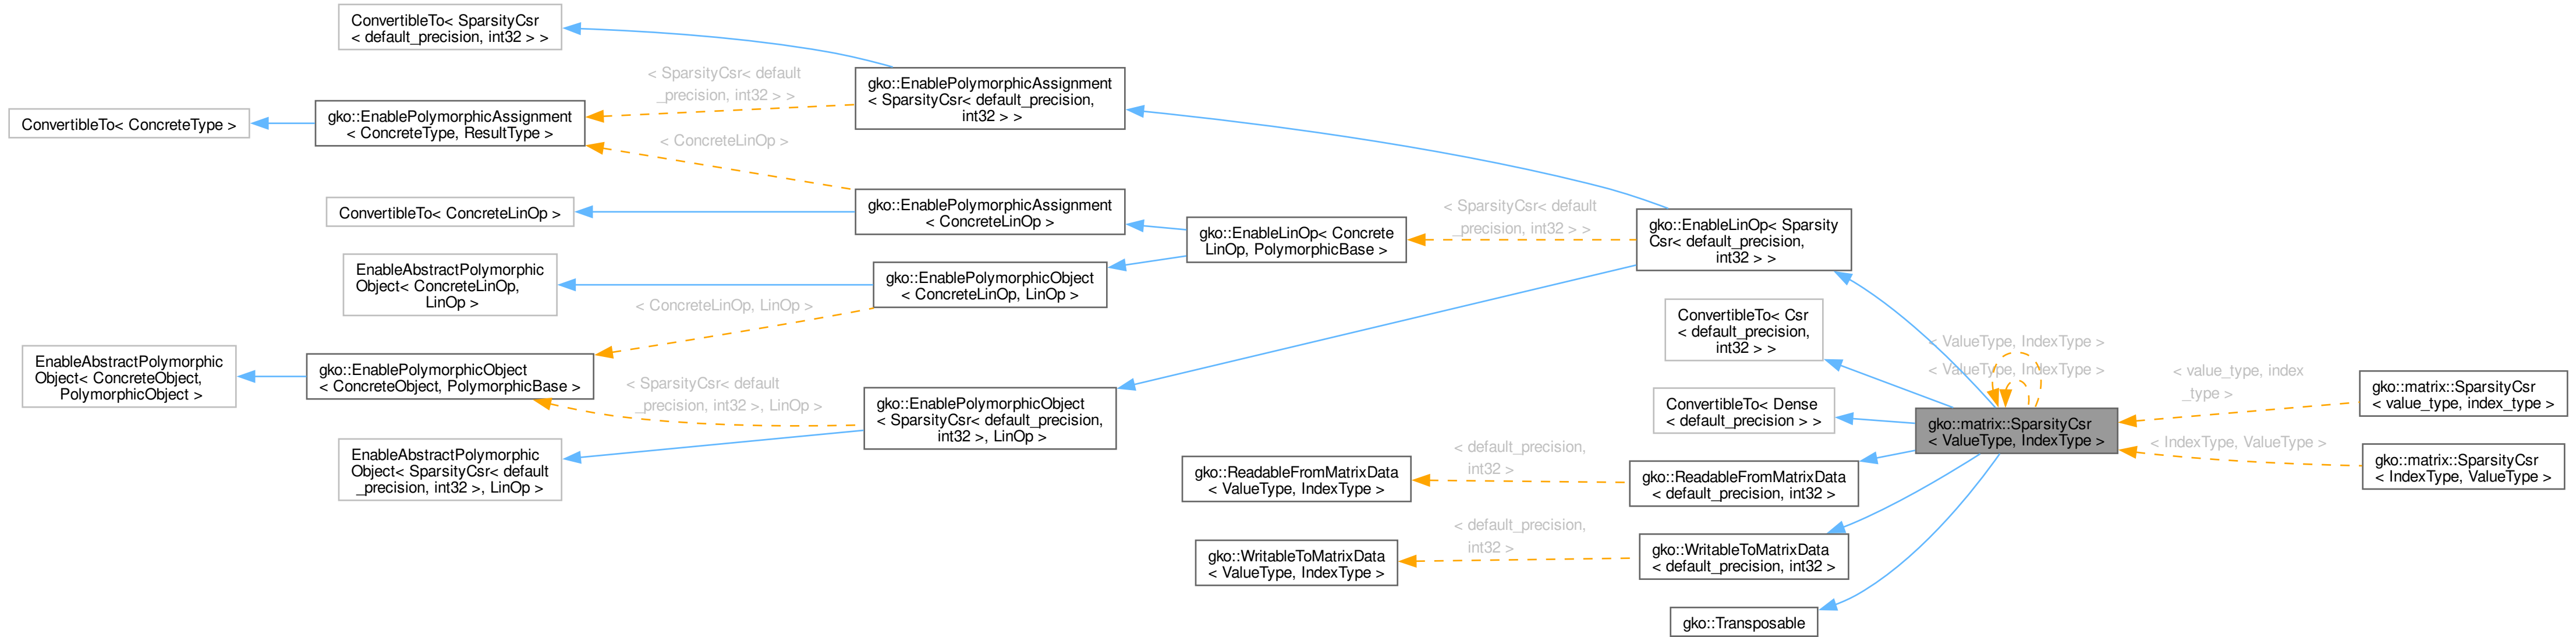 ConvertibleTo< SparsityCsr
< default_precision, int32 > >
ConvertibleTo< ConcreteType >
gko::EnablePolymorphicAssignment
< ConcreteType, ResultType >
< SparsityCsr< default
_precision, int32 > >
< ConcreteLinOp >
gko::EnablePolymorphicAssignment
< SparsityCsr< default_precision,
int32 > >
ConvertibleTo< ConcreteLinOp >
gko::EnablePolymorphicAssignment
< ConcreteLinOp >
EnableAbstractPolymorphic
Object< ConcreteLinOp,
LinOp >
gko::EnablePolymorphicObject
< ConcreteLinOp, LinOp >
gko::EnableLinOp< Concrete
LinOp, PolymorphicBase >
< SparsityCsr< default
_precision, int32 > >
gko::EnableLinOp< Sparsity
Csr< default_precision,
int32 > >
EnableAbstractPolymorphic
Object< ConcreteObject,
PolymorphicObject >
gko::EnablePolymorphicObject
< ConcreteObject, PolymorphicBase >
< ConcreteLinOp, LinOp >
< SparsityCsr< default
_precision, int32 >, LinOp >
gko::EnablePolymorphicObject
< SparsityCsr< default_precision,
int32 >, LinOp >
EnableAbstractPolymorphic
Object< SparsityCsr< default
_precision, int32 >, LinOp >
ConvertibleTo< Csr
< default_precision,
int32 > >
ConvertibleTo< Dense
< default_precision > >
gko::ReadableFromMatrixData
< ValueType, IndexType >
< default_precision,
int32 >
gko::ReadableFromMatrixData
< default_precision, int32 >
gko::WritableToMatrixData
< ValueType, IndexType >
< default_precision,
int32 >
gko::WritableToMatrixData
< default_precision, int32 >
gko::Transposable
< ValueType, IndexType >
< ValueType, IndexType >
gko::matrix::SparsityCsr
< ValueType, IndexType >
< value_type, index
_type >
< IndexType, ValueType >
gko::matrix::SparsityCsr
< value_type, index_type >
gko::matrix::SparsityCsr
< IndexType, ValueType >